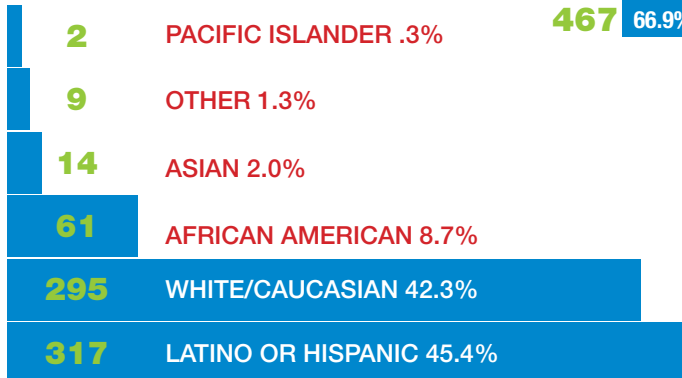 2 PACIFIC ISLANDER .3%
467 66.9%
9 OTHER 1.3%
14 ASIAN 2.0%
61 AFRICAN AMERICAN 8.7%
295 WHITE/CAUCASIAN 42.3%
317 LATINO OR HISPANIC 45.4%